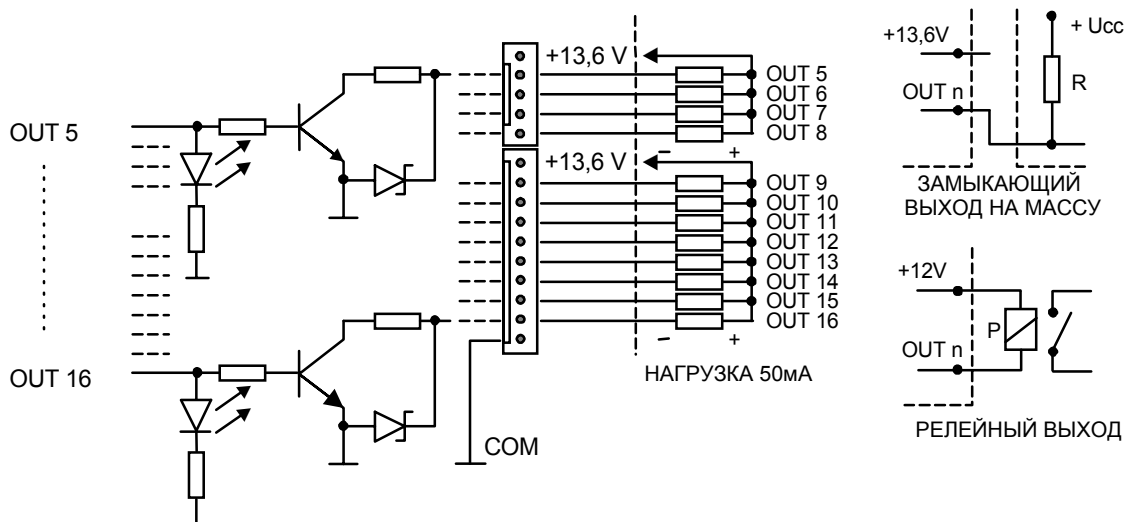 OUT 5
OUT 16
+13,6 V
OUT 5
OUT 6
OUT 7
OUT 8
− +
+13,6 V
OUT 9
OUT 10
OUT 11
OUT 12
OUT 13
OUT 14
OUT 15
OUT 16
− +
НАГРУЗКА 50мА
COM
+ Ucc
+13,6V
OUT n
R
ЗАМЫКАЮЩИЙ
ВЫХОД НА МАССУ
+12V
P
OUT n
РЕЛЕЙНЫЙ ВЫХОД